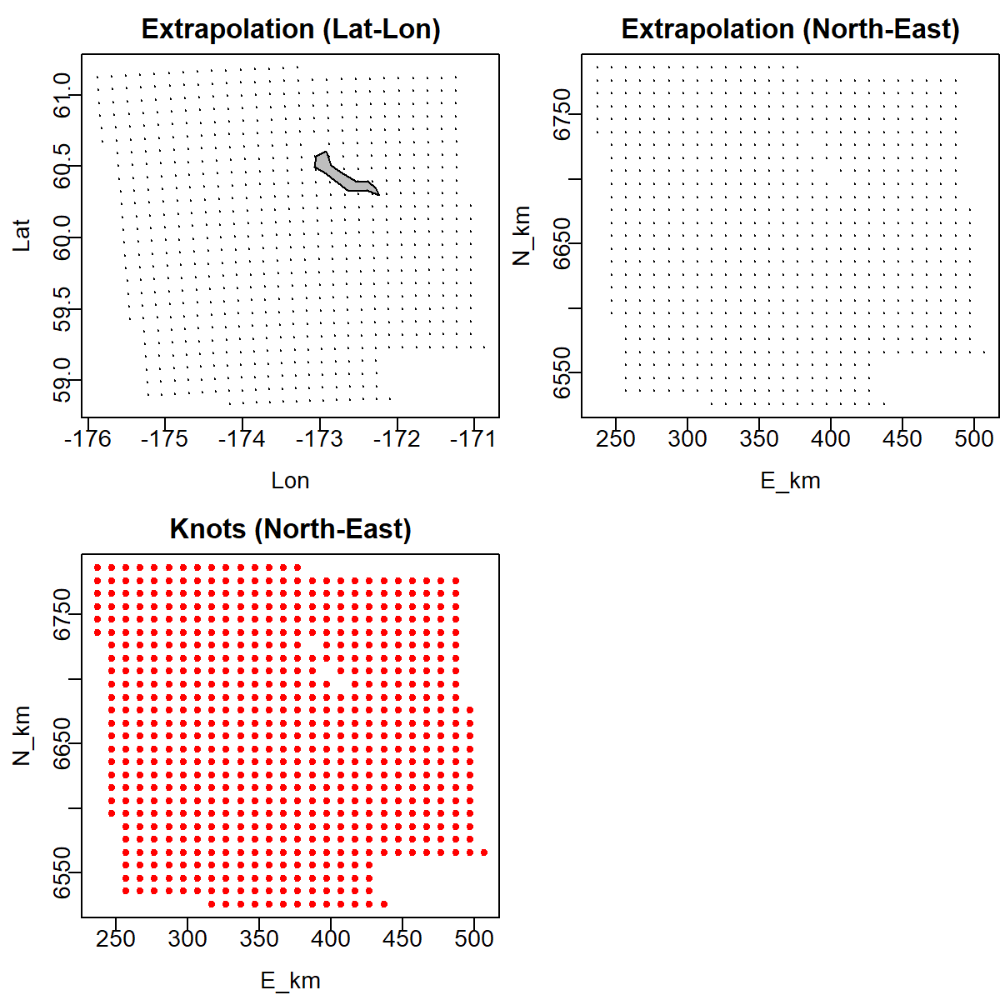 Extrapolation (Lat-Lon)
Lat
61.0
60.5
60.0
59.5
59.0
-176 -175 -174 -173 -172 -171
Lon
Extrapolation (North-East)
N_km
6750
6650
6550
250 300 350 400 450 500
E_km
Knots (North-East)
N_km
6750
6650
6550
250 300 350 400 450 500
E_km